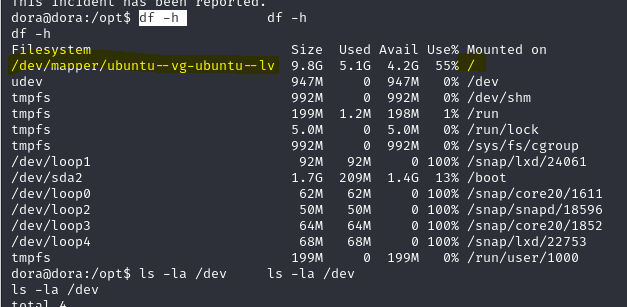 This incident has been reported.
dora@dora:/opt$ df -h          df -h
df -h
Filesystem                         Size  Used Avail Use% Mounted on
/dev/mapper/ubuntu--vg-ubuntu--lv  9.8G  5.1G  4.2G  55% /
udev                               947M     0  947M   0% /dev
tmpfs                              992M     0  992M   0% /dev/shm
tmpfs                              199M  1.2M  198M   1% /run
tmpfs                              5.0M     0  5.0M   0% /run/lock
tmpfs                              992M     0  992M   0% /sys/fs/cgroup
/dev/loop1                          92M   92M     0 100% /snap/lxd/24061
/dev/sda2                          1.7G  209M  1.4G  13% /boot
/dev/loop0                          62M   62M     0 100% /snap/core20/1611
/dev/loop2                          50M   50M     0 100% /snap/snapd/18596
/dev/loop3                          64M   64M     0 100% /snap/core20/1852
/dev/loop4                          68M   68M     0 100% /snap/lxd/22753
tmpfs                              199M     0  199M   0% /run/user/1000
dora@dora:/opt$ ls -la /dev     ls -la /dev
ls -la /dev
total 4